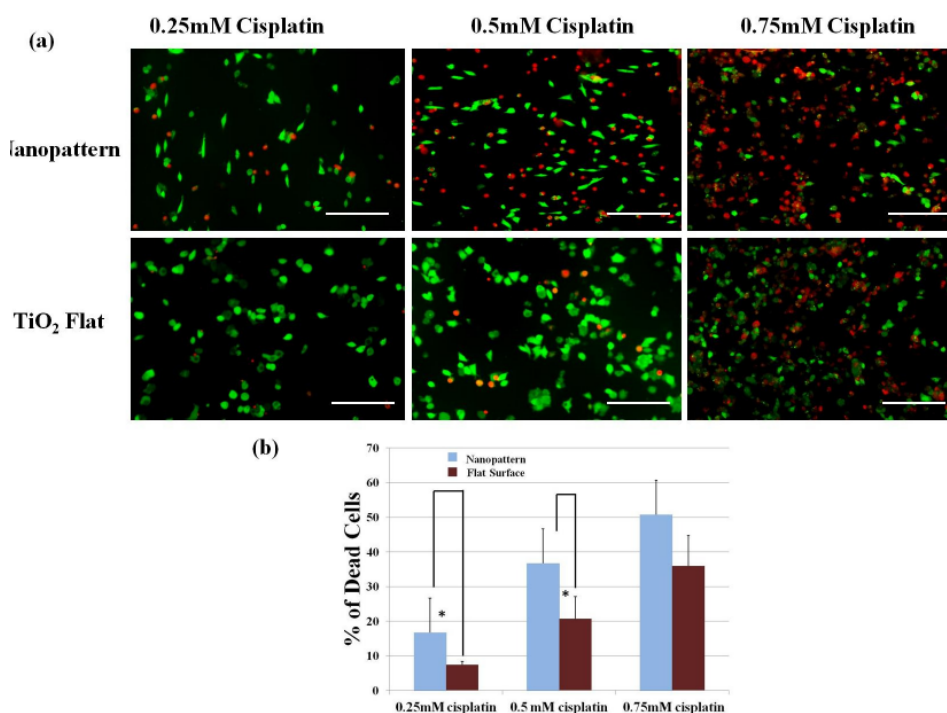 (a)
0.25mM Cisplatin
0.5mM Cisplatin
0.75mM Cisplatin
Nanopattern
TiO₂ Flat
(b)
% of Dead Cells
70
60
50
40
30
20
10
0
Nanopattern
Flat Surface
*
*
0.25mM cisplatin
0.5 mM cisplatin
0.75mM cisplatin